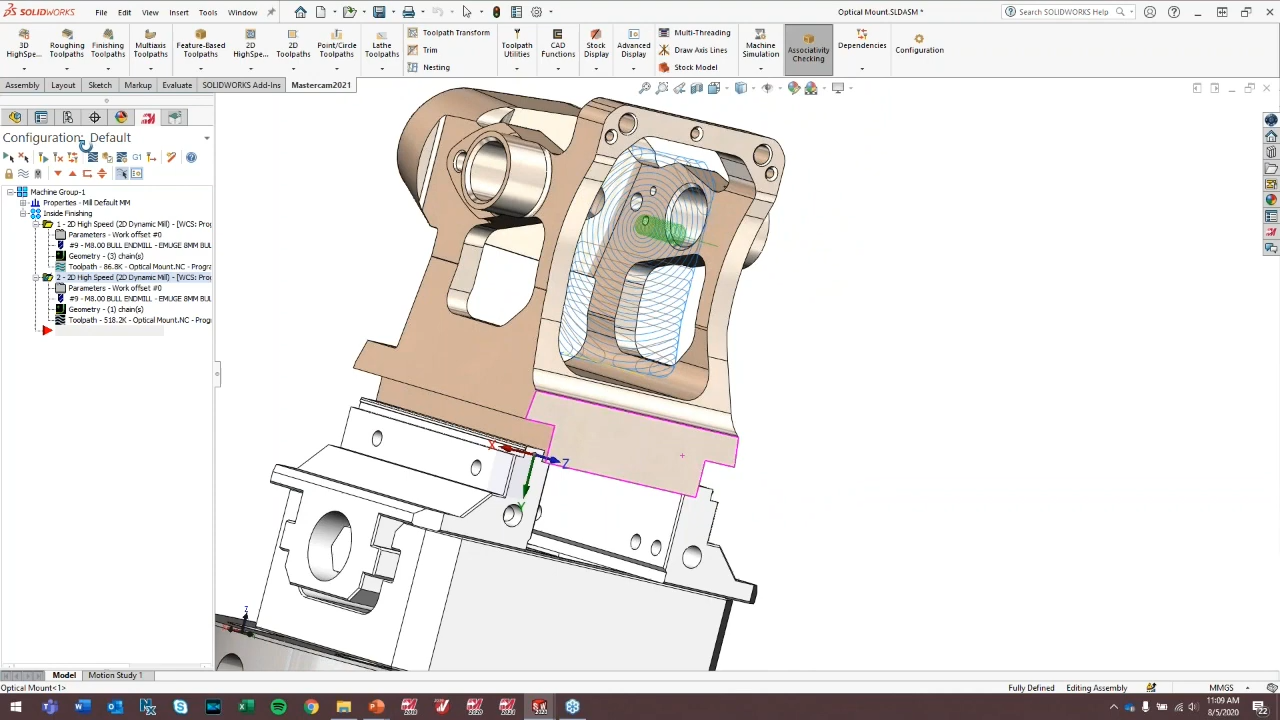 SOLIDWORKS File Edit View Insert Tools Window Optical Mount.SLDASM Search SOLIDWORKS Help
3D HighSpe... Roughing Toolpaths Finishing Toolpaths Multiaxis Toolpaths Feature-Based Toolpaths 2D HighSpe... 2D Toolpaths Point/Circle Toolpaths Lathe Toolpaths Toolpath Transform Trim Nesting Toolpath Utilities CAD Functions Stock Display Advanced Display Multi-Threading Draw Axis Lines Stock Model Machine Simulation Associativity Checking Dependencies Configuration
Assembly Layout Sketch Markup Evaluate SOLIDWORKS Add-Ins Mastercam2021
Configuration: Default
G1
Machine Group-1
Properties - Mill Default MM
Inside Finishing
1 - 2D High Speed (2D Dynamic Mill) - [WCS: Prog
Parameters - Work offset #0
#9 - M8.00 BULL ENDMILL - EMUGE 8MM BUL
Geometry - (3) chain(s)
Toolpath - 86.8K - Optical Mount.NC - Progra
2 - 2D High Speed (2D Dynamic Mill) - [WCS: Prog
Parameters - Work offset #0
#9 - M8.00 BULL ENDMILL - EMUGE 8MM BUL
Geometry - (1) chain(s)
Toolpath - 518.2K - Optical Mount.NC - Progra
X Z
Y
Z
Model Motion Study 1
Optical Mount<1> Fully Defined Editing Assembly MMGS
11:09 AM
8/5/2020
22